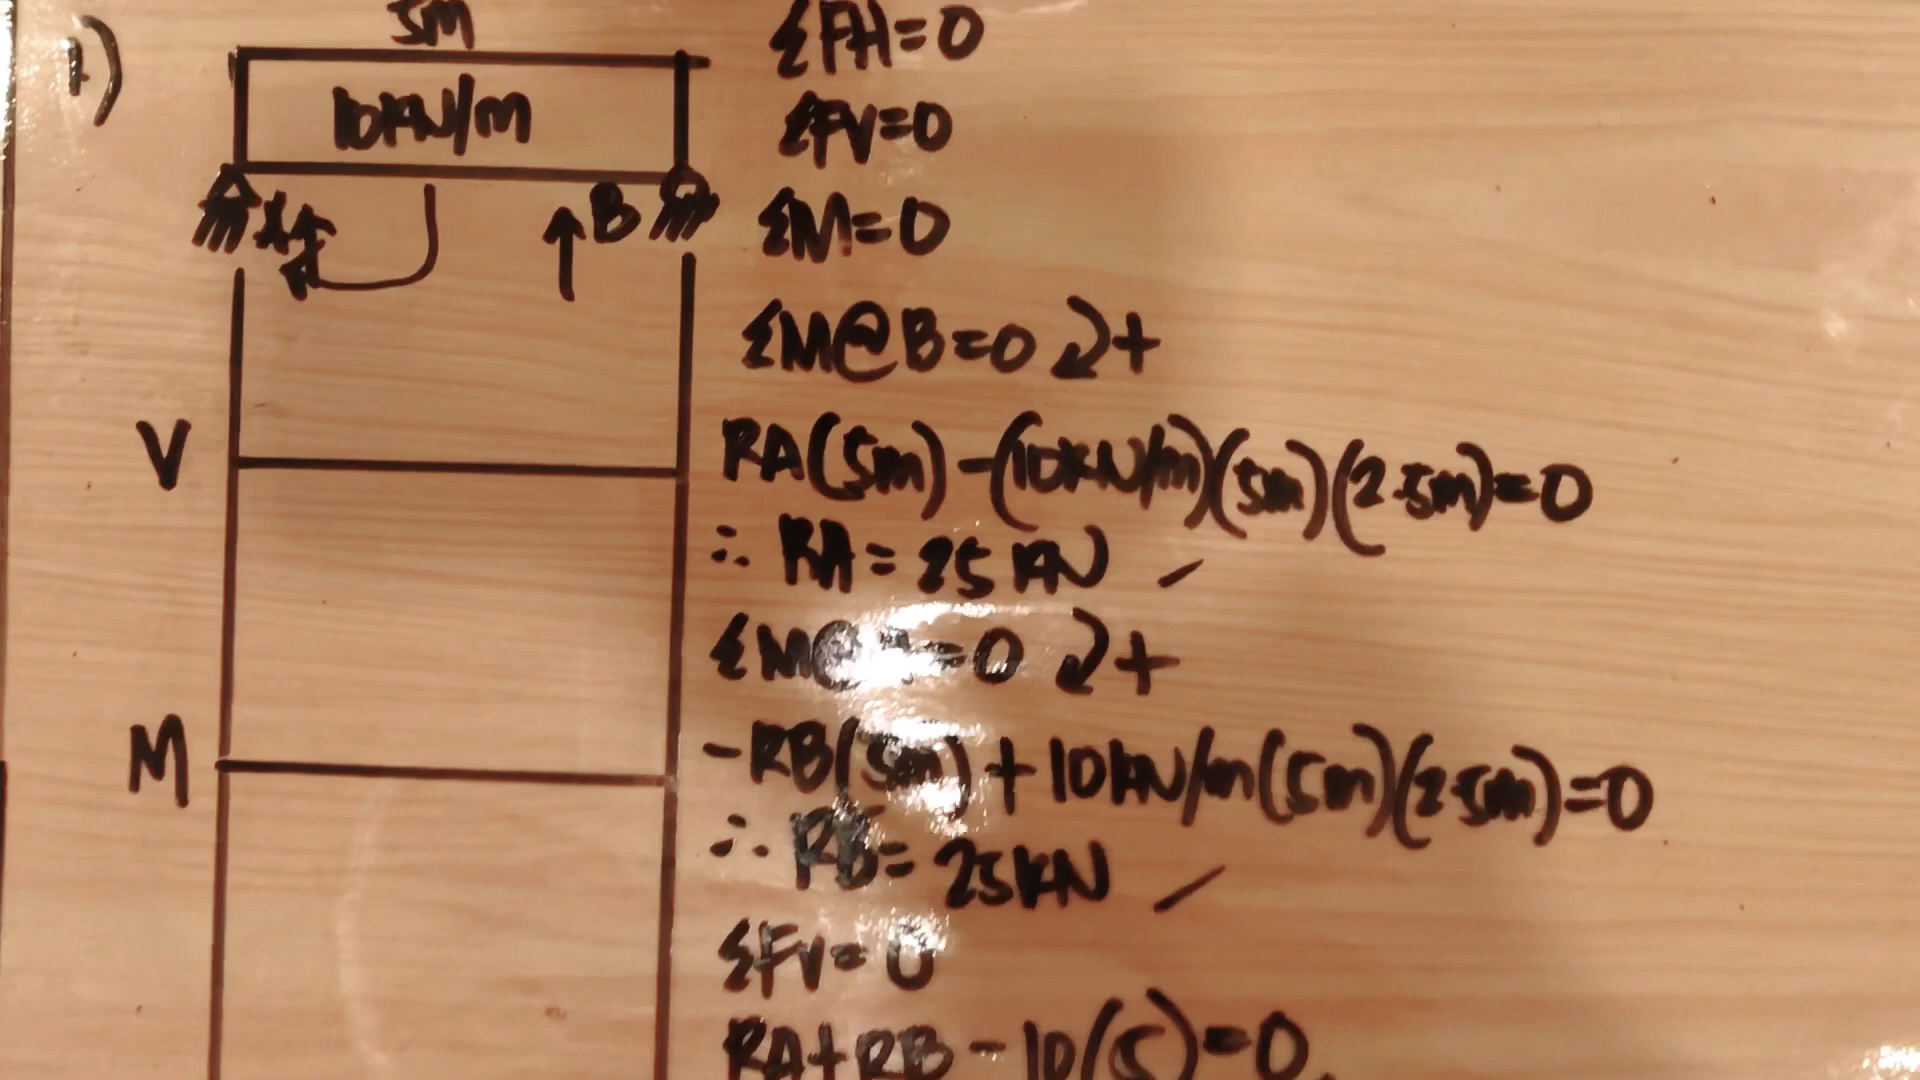 1)
5m
10KN/m
B
V
M
ΣFH=0
ΣFV=0
ΣM=0
ΣM@B=0 +
RA(5m)-(10KN/m)(5m)(2.5m)=0
∴ RA=25KN
ΣM@ =0 +
-RB(5m)+10KN/m(5m)(2.5m)=0
∴ RB=25KN
ΣFV=0
RA+RB-10(5)=0